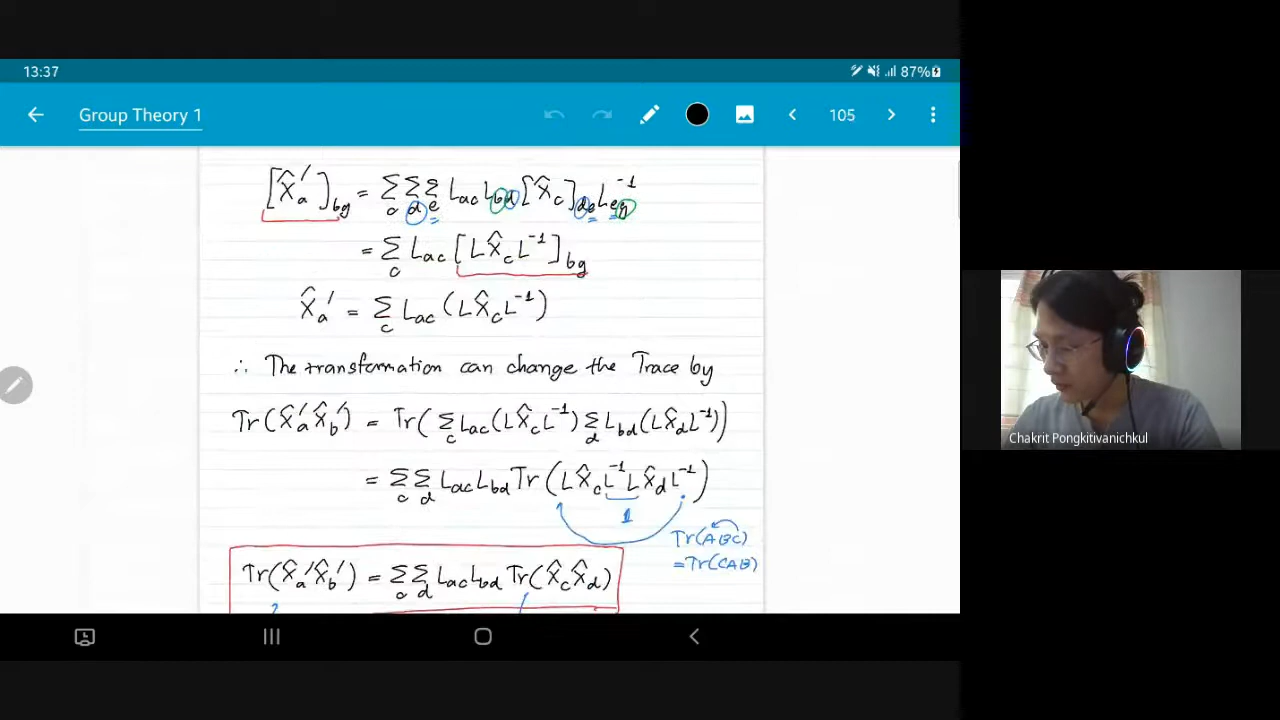 13:37
87%
Group Theory 1
105
[X̂a′]bg = Σc Σd Σe Lac Lbd [X̂c]de Leg⁻¹
= Σc Lac [L X̂c L⁻¹]bg
X̂a′ = Σc Lac (L X̂c L⁻¹)
∴ The transformation can change the Trace by
Tr(X̂a′ X̂b′) = Tr(Σc Lac (L X̂c L⁻¹) Σd Lbd (L X̂d L⁻¹))
= Σc Σd Lac Lbd Tr (L X̂c L⁻¹ L X̂d L⁻¹)
1
Tr(ABC)
= Tr(CAB)
Tr(X̂a′ X̂b′) = Σc Σd Lac Lbd Tr(X̂c X̂d)
Chakrit Pongkitivanichkul